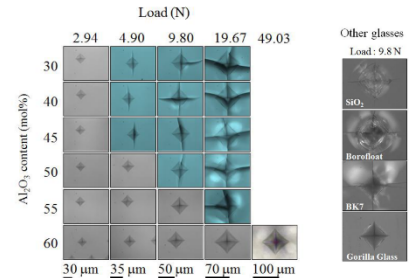 Load (N)
2.94 4.90 9.80 19.67 49.03
Al₂O₃ content (mol%)
30
40
45
50
55
60
30 μm 35 μm 50 μm 70 μm 100 μm
Other glasses
Load : 9.8 N
SiO₂
Borofloat
BK7
Gorilla Glass